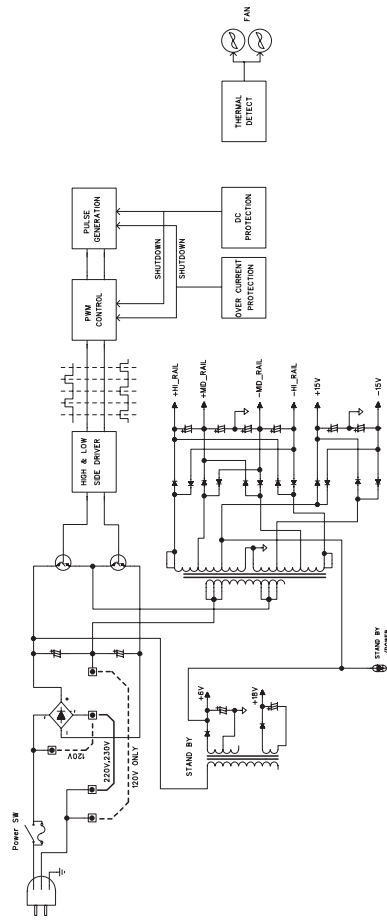 Power SW
120V
220V,230V
120V ONLY
STAND BY
+6V
+18V
STAND BY
/POWER
HIGH & LOW
SIDE DRIVER
PWM
CONTROL
PULSE
GENERATION
SHUTDOWN
SHUTDOWN
OVER CURRENT
PROTECTION
DC
PROTECTION
THERMAL
DETECT
FAN
+HI_RAIL
+MID_RAIL
-MID_RAIL
-HI_RAIL
+15V
-15V